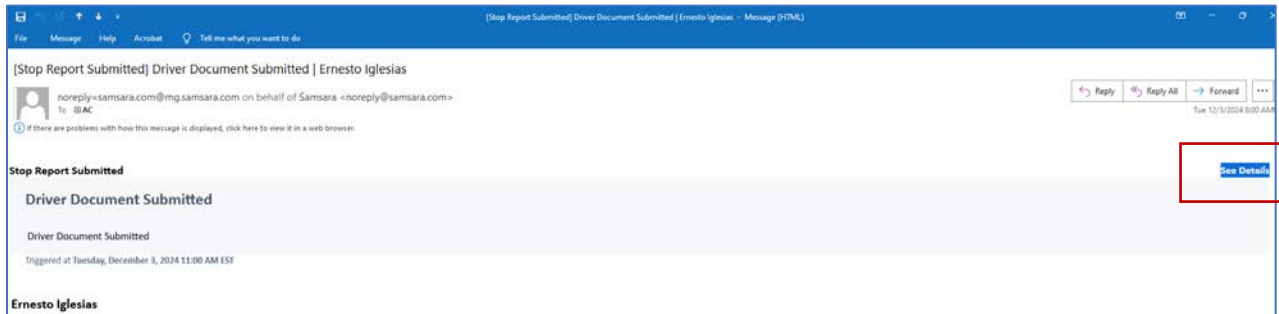 [Stop Report Submitted] Driver Document Submitted | Ernesto Iglesias - Message (HTML)
File Message Help Acrobat Tell me what you want to do
[Stop Report Submitted] Driver Document Submitted | Ernesto Iglesias
noreply=samsara.com@mg.samsara.com on behalf of Samsara <noreply@samsara.com>
Reply Reply All Forward ...
To AC
Tue 12/3/2024 8:00 AM
If there are problems with how this message is displayed, click here to view it in a web browser.
Stop Report Submitted See Details
Driver Document Submitted
Driver Document Submitted
Triggered at Tuesday, December 3, 2024 11:00 AM EST
Ernesto Iglesias